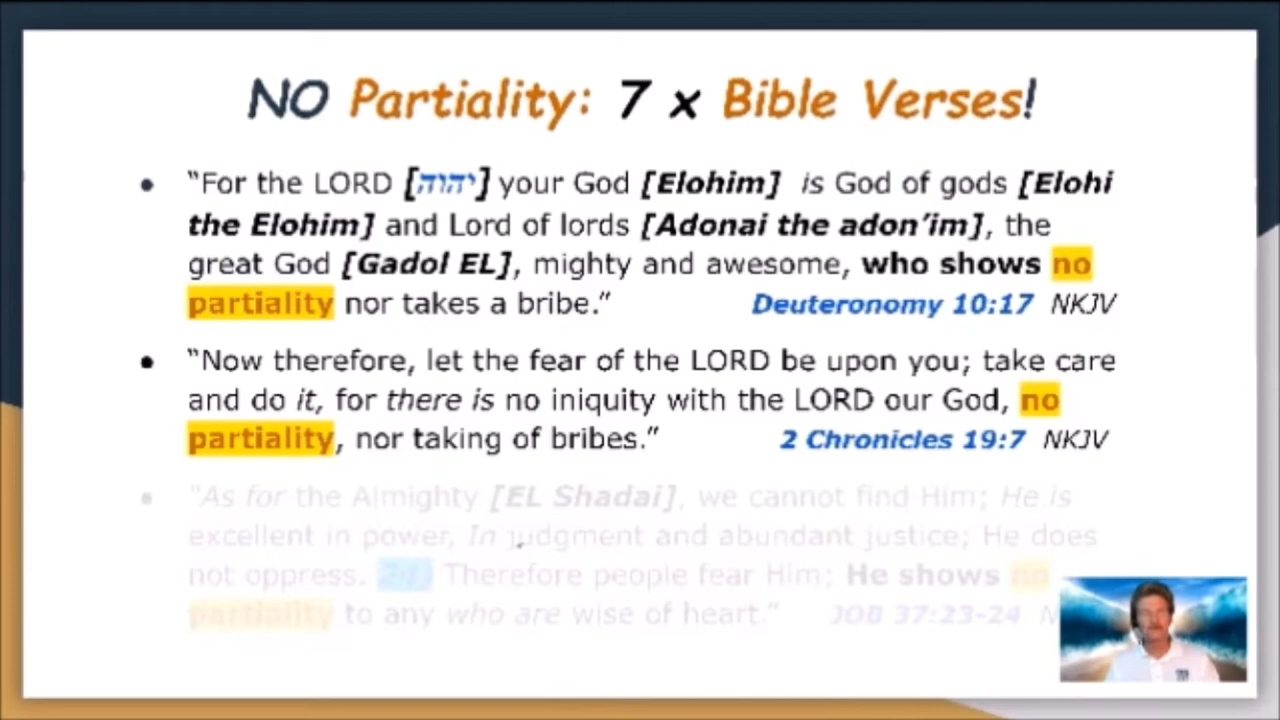 NO Partiality: 7 x Bible Verses!
• "For the LORD [יהוה] your God [Elohim] is God of gods [Elohi
the Elohim] and Lord of lords [Adonai the adon'im], the
great God [Gadol EL], mighty and awesome, who shows no
partiality nor takes a bribe." Deuteronomy 10:17 NKJV
• "Now therefore, let the fear of the LORD be upon you; take care
and do it, for there is no iniquity with the LORD our God, no
partiality, nor taking of bribes." 2 Chronicles 19:7 NKJV
• "As for the Almighty [EL Shadai], we cannot find Him; He is
excellent in power, In judgment and abundant justice; He does
not oppress. Therefore people fear Him; He shows no
partiality to any who are wise of heart." JOB 37:23-24